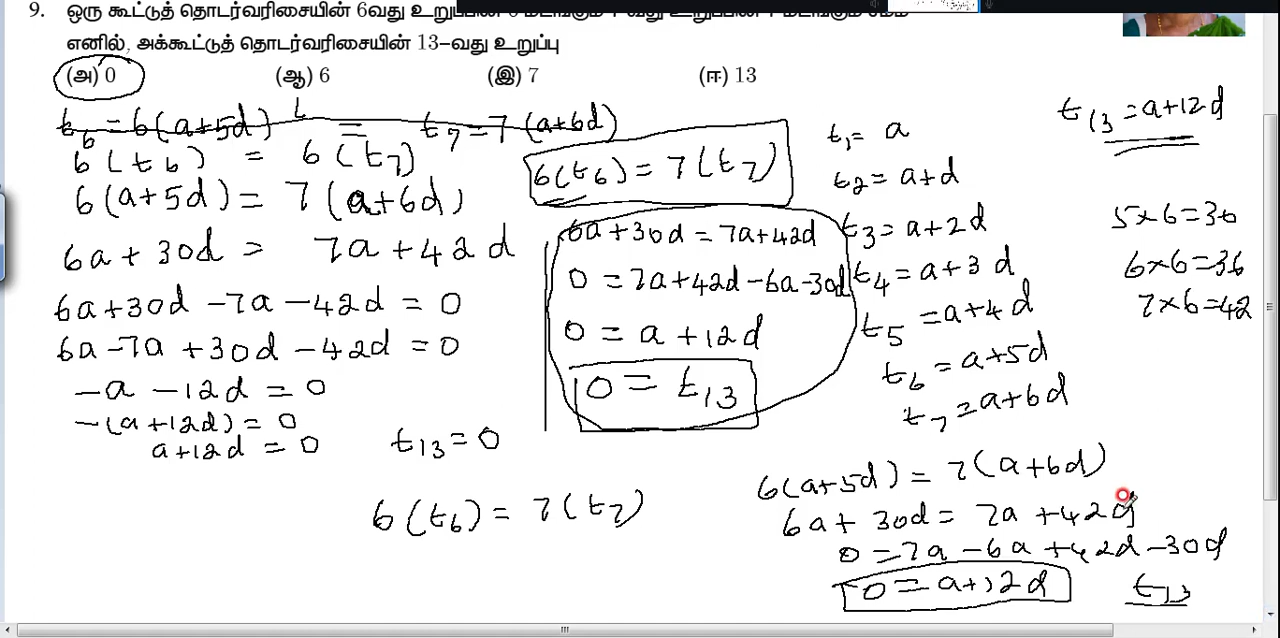 9. ஒரு கூட்டுத் தொடர்வரிசையின் 6வது உறுப்பின் 6 மடங்கும் 7 வது உறுப்பின் 7 மடங்கும் சமம்
எனில், அக்கூட்டுத் தொடர்வரிசையின் 13-வது உறுப்பு
(அ) 0 (ஆ) 6 (இ) 7 (ஈ) 13
t6 = 6(a+5d) = t7 = 7(a+6d)
6(t6) = 6(t7)
6(a+5d) = 7(a+6d)
6a+30d = 7a+42d
6a+30d-7a-42d = 0
6a-7a+30d-42d = 0
-a-12d = 0
-(a+12d) = 0
a+12d = 0
t13 = 0
6(t6) = 7(t7)
6(t6) = 7(t7)
6a+30d = 7a+42d
0 = 7a+42d-6a-30d
0 = a+12d
0 = t13
t1 = a
t2 = a+d
t3 = a+2d
t4 = a+3d
t5 = a+4d
t6 = a+5d
t7 = a+6d
t13 = a+12d
5×6=30
6×6=36
7×6=42
6(a+5d) = 7(a+6d)
6a+30d = 7a+42d
0 = 7a-6a+42d-30d
0 = a+12d
t13